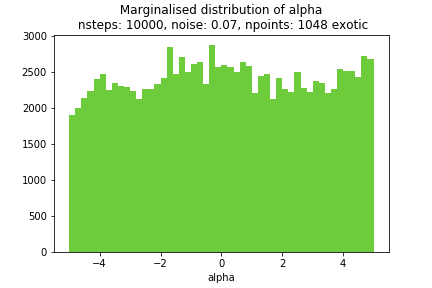 Marginalised distribution of alpha
nsteps: 10000, noise: 0.07, npoints: 1048 exotic
3000
2500
2000
1500
1000
500
0
−4 −2 0 2 4
alpha